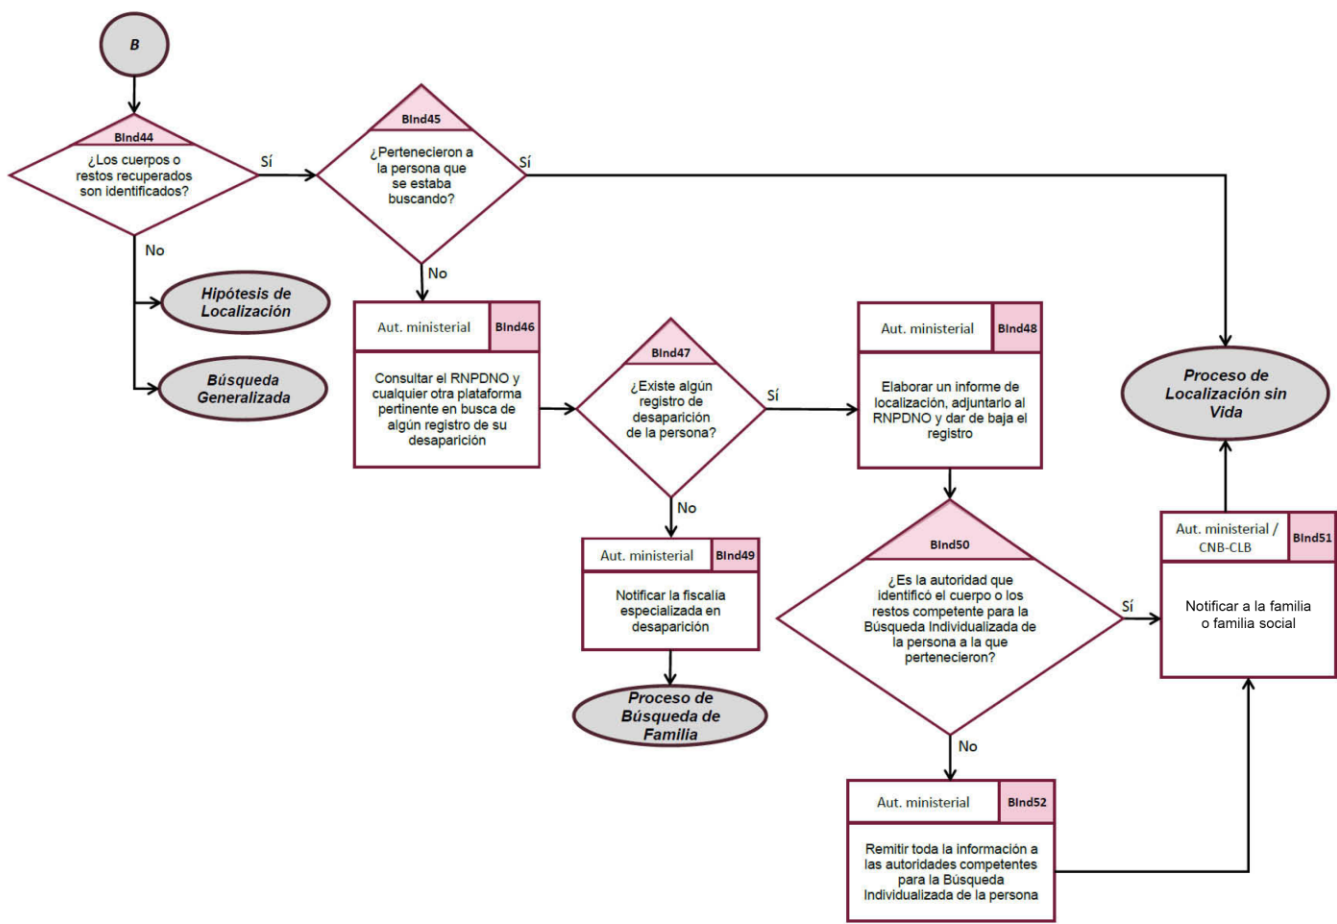 B
BInd44
¿Los cuerpos o
restos recuperados
son identificados?
Sí
No
Hipótesis de
Localización
Búsqueda
Generalizada
BInd45
¿Pertenecieron a
la persona que
se estaba
buscando?
Sí
No
Aut. ministerial
BInd46
Consultar el RNPDNO y
cualquier otra plataforma
pertinente en busca de
algún registro de su
desaparición
BInd47
¿Existe algún
registro de
desaparición
de la persona?
Sí
No
Aut. ministerial
BInd48
Elaborar un informe de
localización, adjuntarlo al
RNPDNO y dar de baja el
registro
Aut. ministerial
BInd49
Notificar la fiscalía
especializada en
desaparición
Proceso de
Búsqueda de
Familia
BInd50
¿Es la autoridad que
identificó el cuerpo o los
restos competente para la
Búsqueda Individualizada de
la persona a la que
pertenecieron?
Sí
No
Aut. ministerial /
CNB-CLB
BInd51
Notificar a la familia
o familia social
Proceso de
Localización sin
Vida
Aut. ministerial
BInd52
Remitir toda la información a
las autoridades competentes
para la Búsqueda
Individualizada de la persona